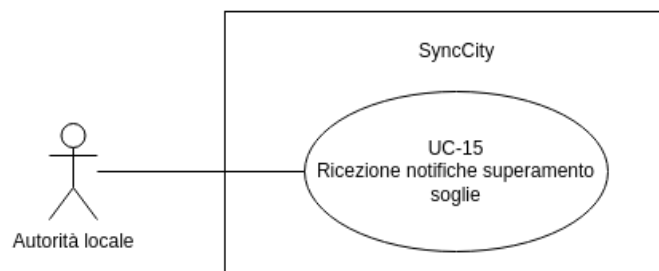 SyncCity
UC-15
Ricezione notifiche superamento
soglie
Autorità locale